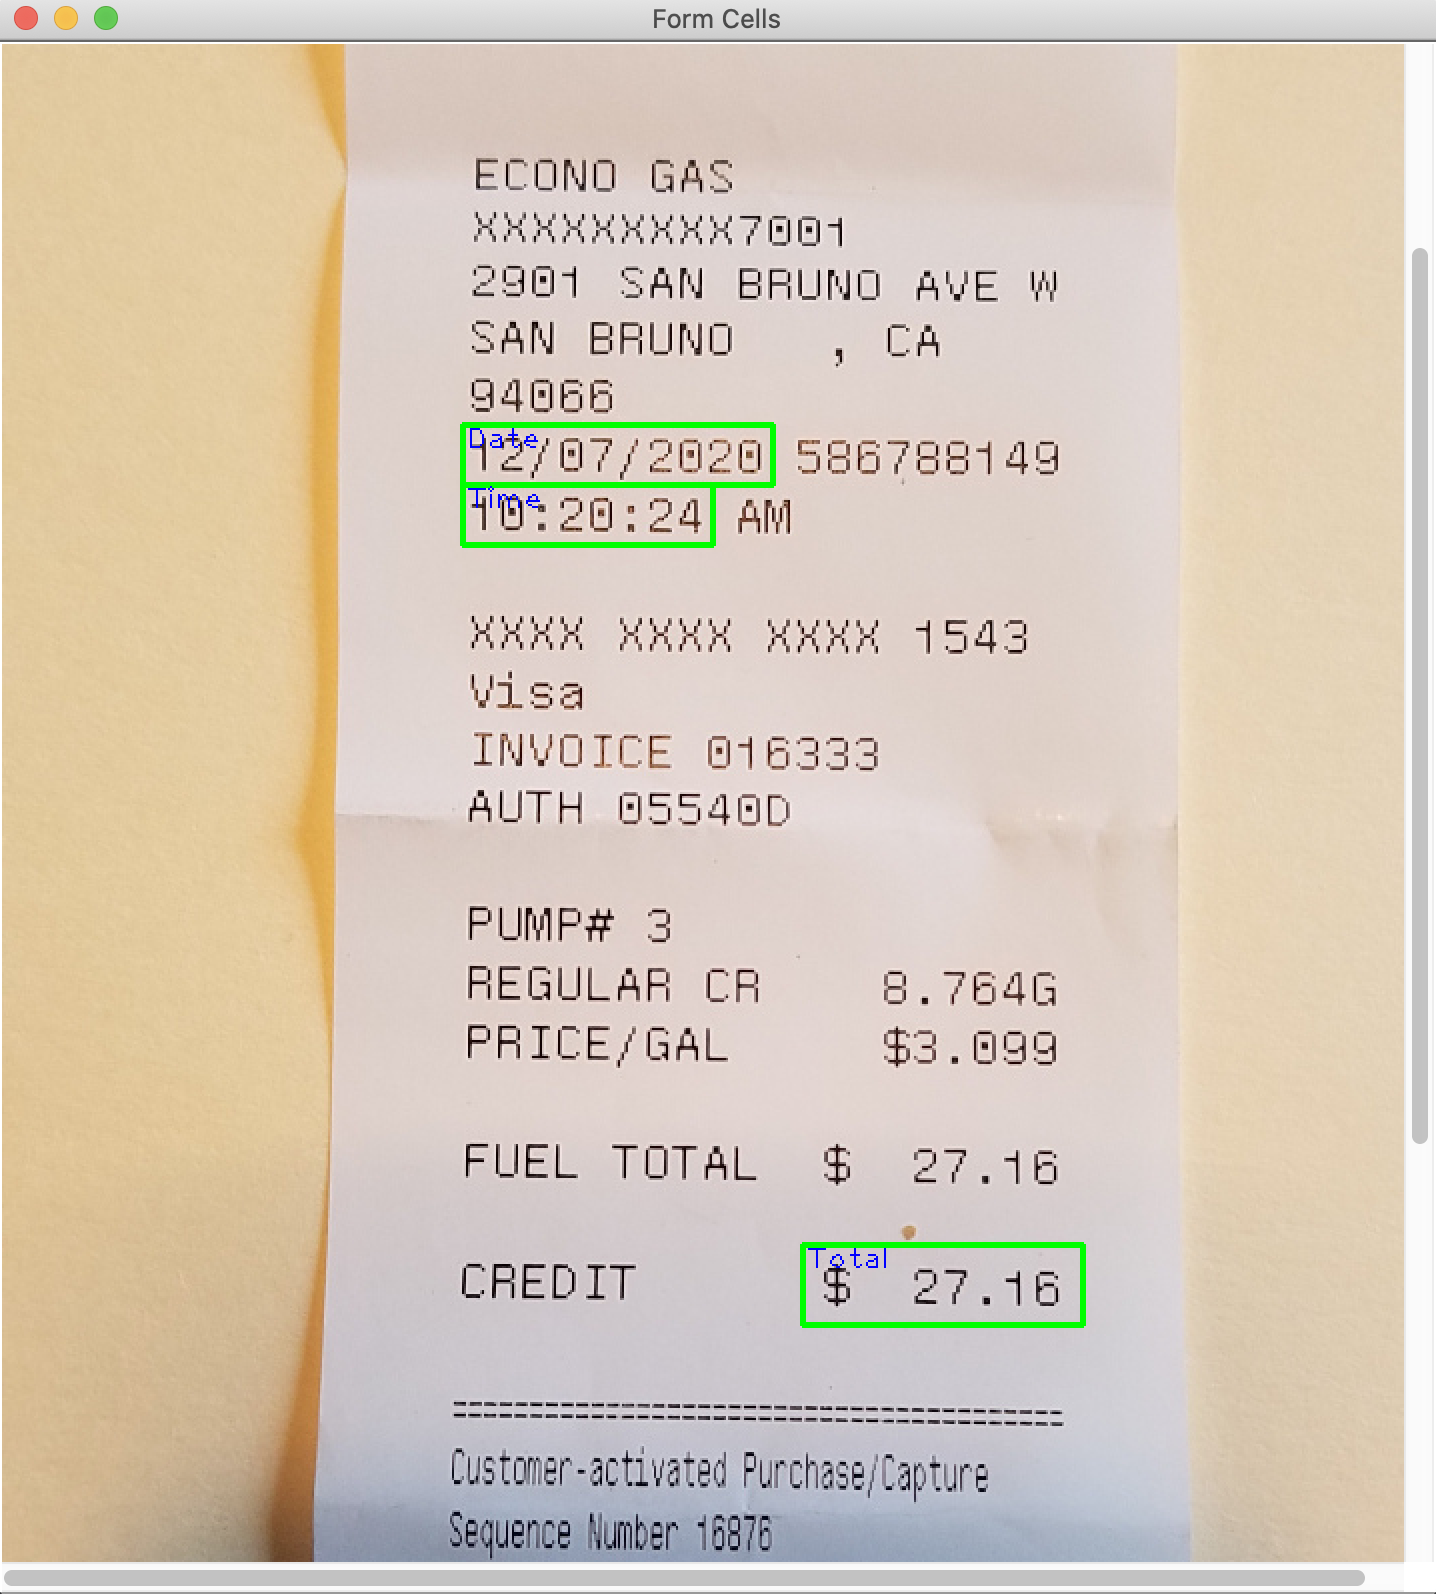 Form Cells
ECONO GAS
XXXXXXXXX7001
2901 SAN BRUNO AVE W
SAN BRUNO , CA
94066
Date
12/07/2020 586788149
Time
10:20:24 AM
XXXX XXXX XXXX 1543
Visa
INVOICE 016333
AUTH 05540D
PUMP# 3
REGULAR CR 8.764G
PRICE/GAL $3.099
FUEL TOTAL $ 27.16
Total
CREDIT $ 27.16
=======================================
Customer-activated Purchase/Capture
Sequence Number 16876